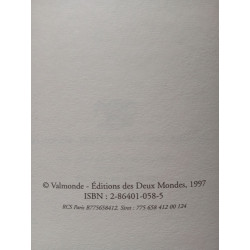 © Valmonde - Éditions des Deux Mondes, 1997
ISBN : 2-86401-058-5
RCS Paris B775658412. Siret : 775 658 412 00 124